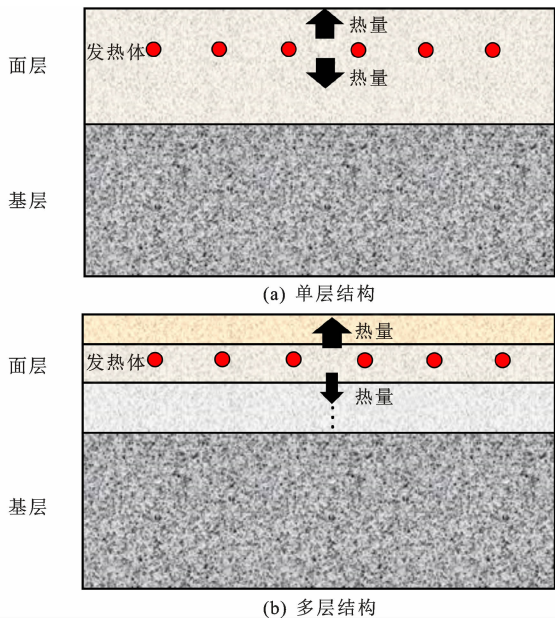 热量
面层
发热体
热量
基层
(a) 单层结构
热量
面层
发热体
热量
基层
(b) 多层结构